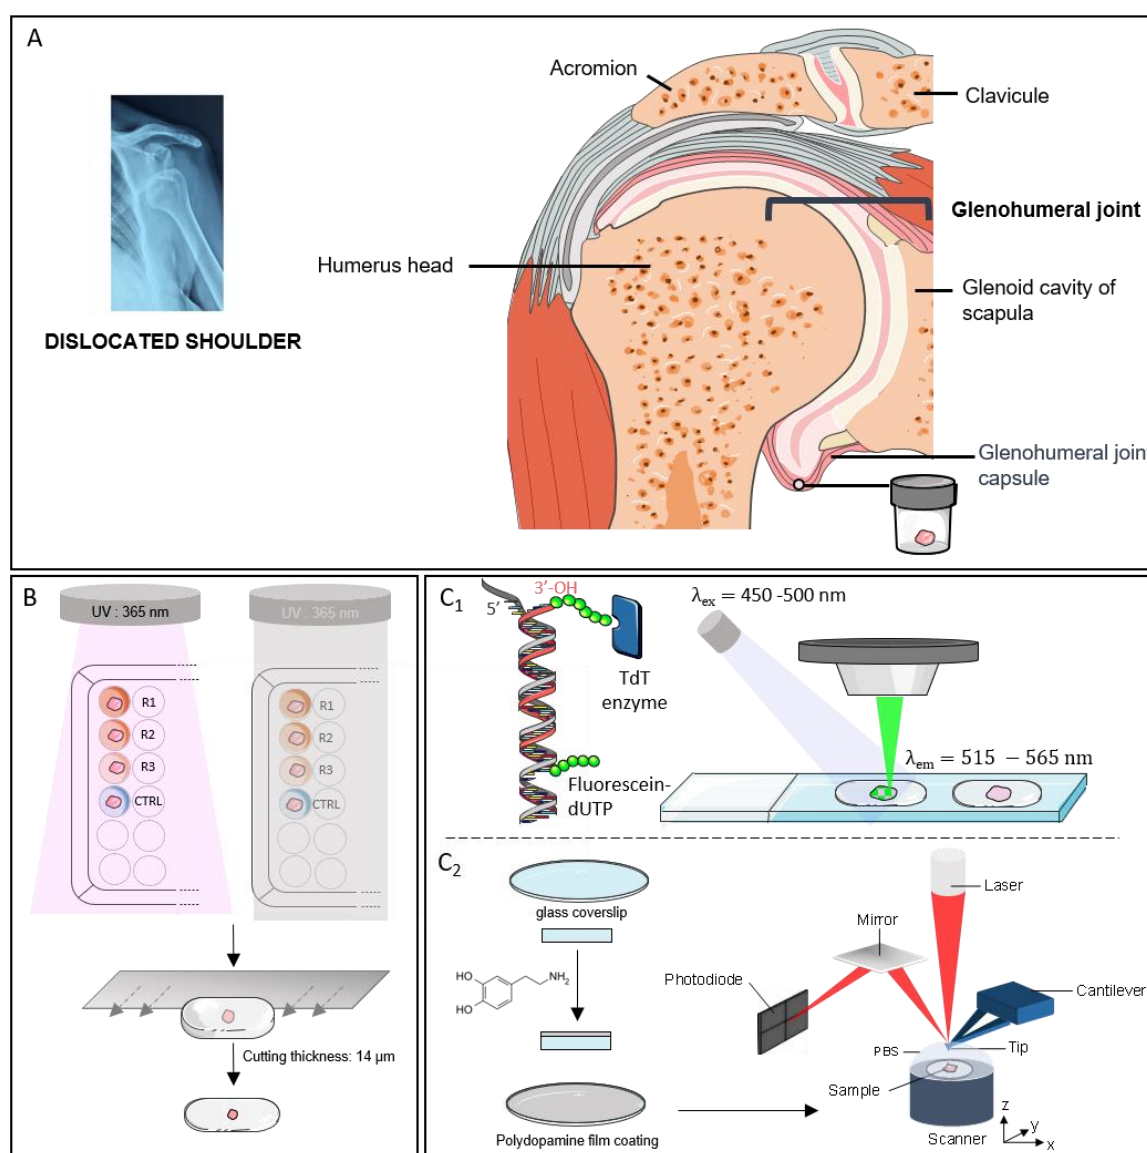 A
Acromion
Clavicule
Glenohumeral joint
Humerus head
Glenoid cavity of
scapula
DISLOCATED SHOULDER
Glenohumeral joint
capsule
B
UV : 365 nm
UV : 365 nm
R1
R2
R3
CTRL
R1
R2
R3
CTRL
Cutting thickness: 14 µm
C1
5'
3'-OH
TdT
enzyme
Fluorescein-
dUTP
λex = 450 -500 nm
λem = 515 – 565 nm
C2
glass coverslip
HO
HO
NH2
Polydopamine film coating
Laser
Mirror
Photodiode
Cantilever
PBS
Tip
Sample
Scanner
z
y
x